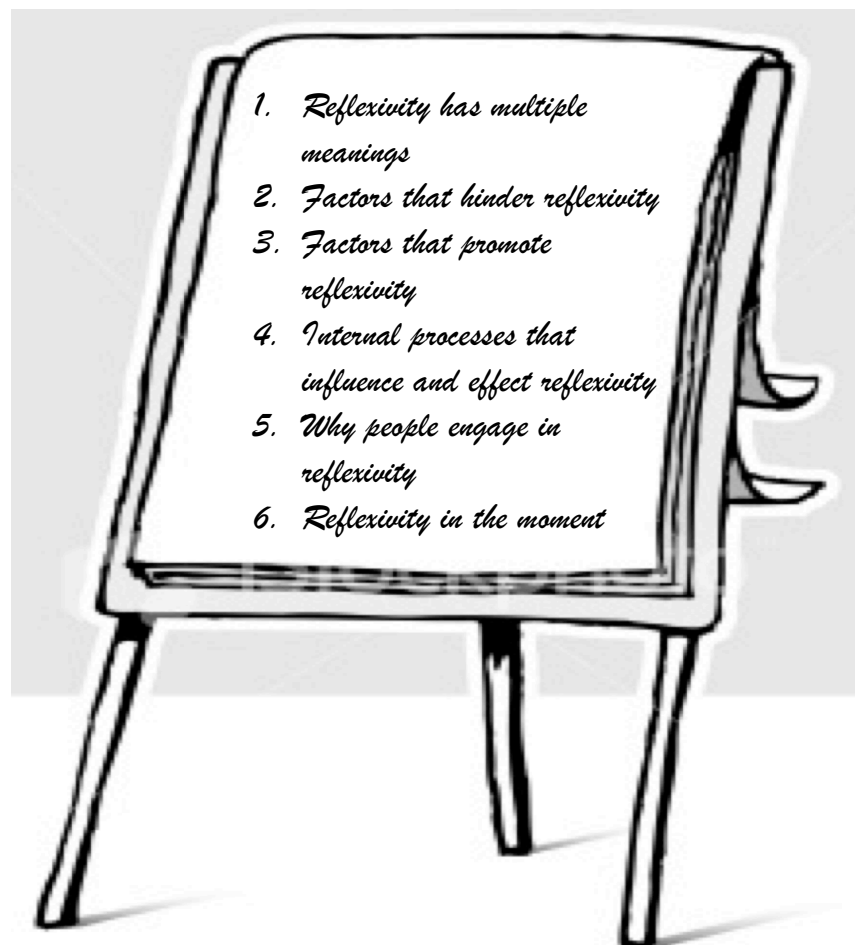 1. Reflexivity has multiple
meanings
2. Factors that hinder reflexivity
3. Factors that promote
reflexivity
4. Internal processes that
influence and effect reflexivity
5. Why people engage in
reflexivity
6. Reflexivity in the moment